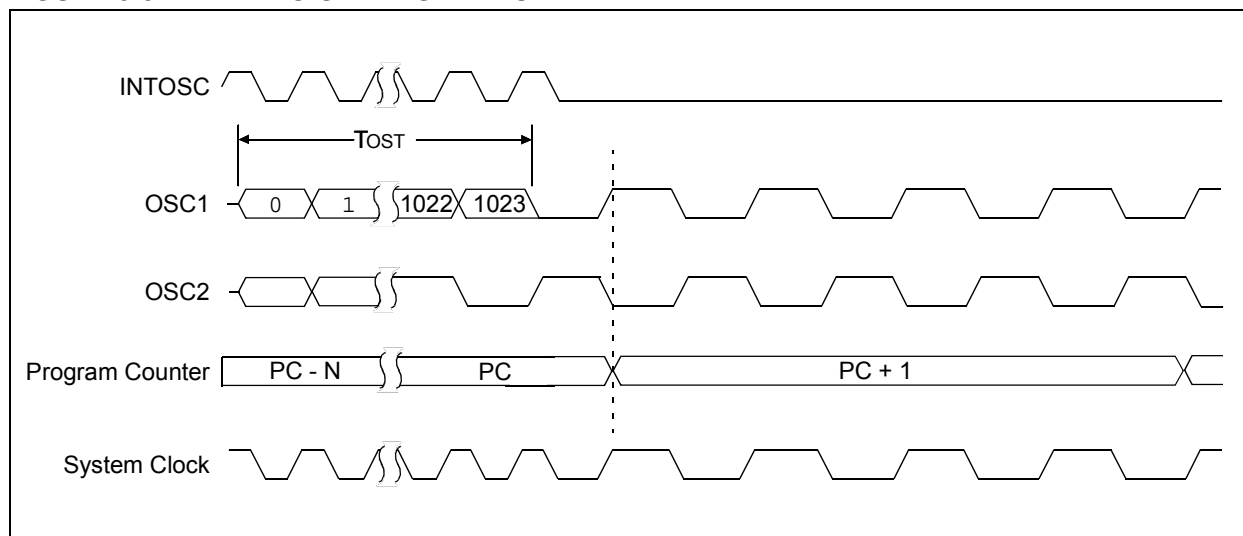 INTOSC
TOST
OSC1
0 1 1022 1023
OSC2
Program Counter
PC - N PC PC + 1
System Clock